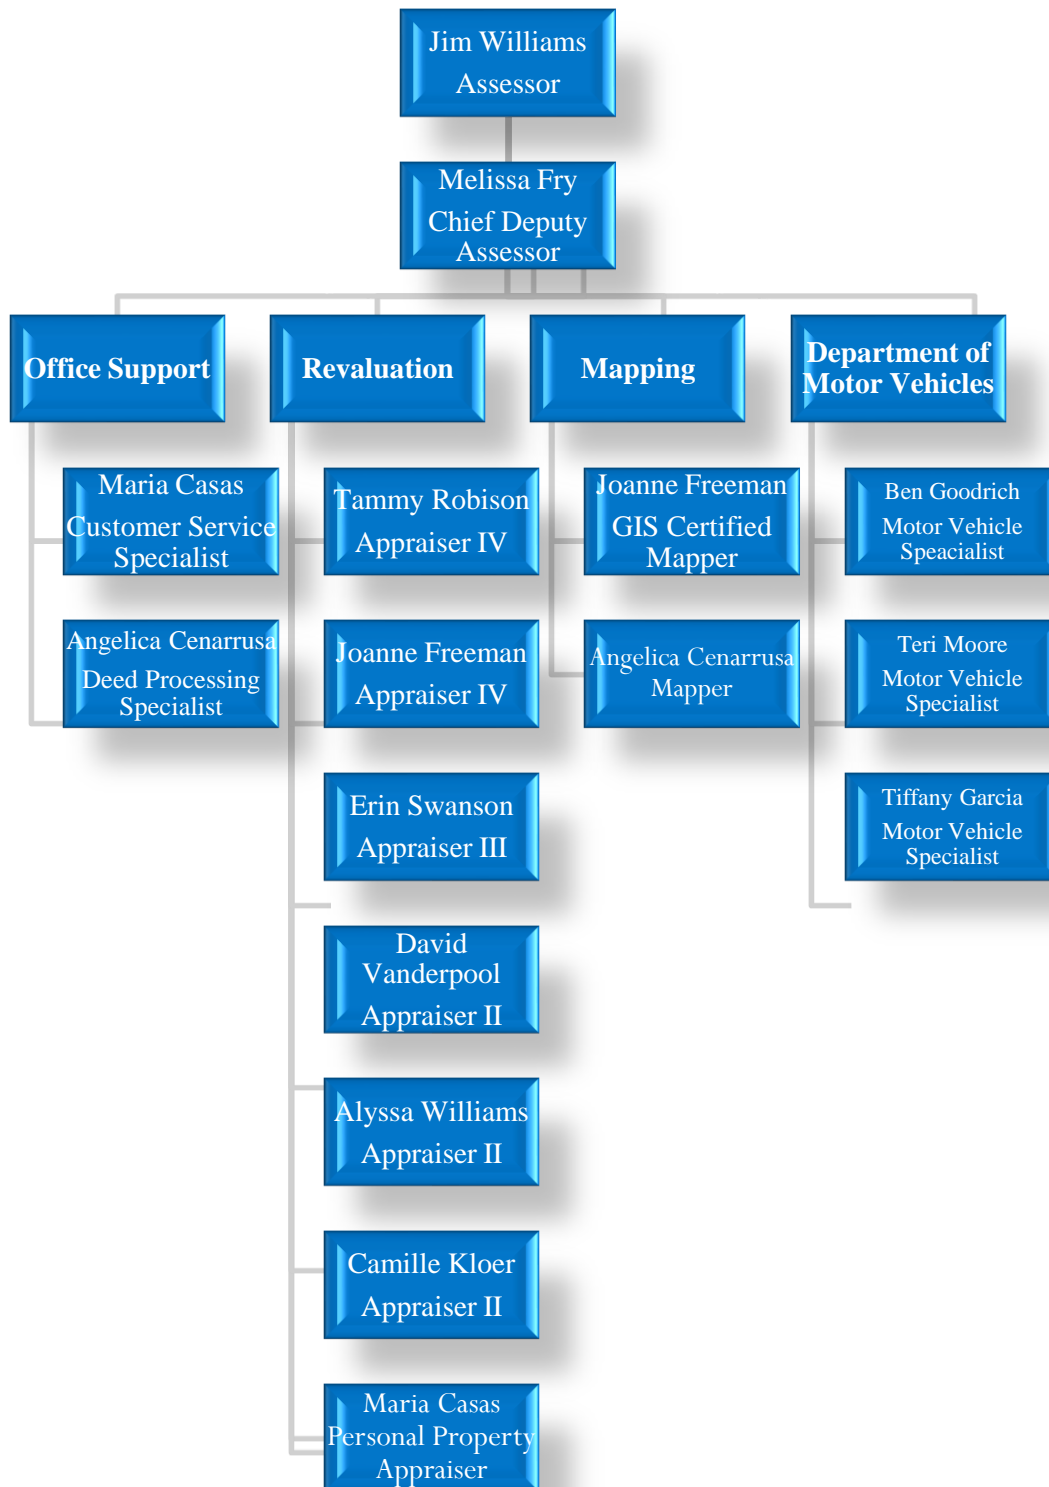 Jim Williams
Assessor
Melissa Fry
Chief Deputy
Assessor
Office Support
Revaluation
Mapping
Department of
Motor Vehicles
Maria Casas
Customer Service
Specialist
Angelica Cenarrusa
Deed Processing
Specialist
Tammy Robison
Appraiser IV
Joanne Freeman
Appraiser IV
Erin Swanson
Appraiser III
David
Vanderpool
Appraiser II
Alyssa Williams
Appraiser II
Camille Kloer
Appraiser II
Maria Casas
Personal Property
Appraiser
Joanne Freeman
GIS Certified
Mapper
Angelica Cenarrusa
Mapper
Ben Goodrich
Motor Vehicle
Speacialist
Teri Moore
Motor Vehicle
Specialist
Tiffany Garcia
Motor Vehicle
Specialist